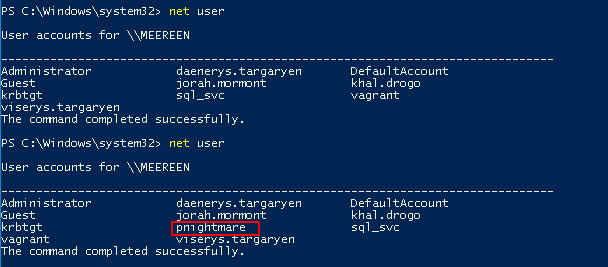 PS C:\Windows\system32> net user
User accounts for \\MEEREEN
-------------------------------------------------------------------------------
Administrator daenerys.targaryen DefaultAccount
Guest jorah.mormont khal.drogo
krbtgt sql_svc vagrant
viserys.targaryen
The command completed successfully.
PS C:\Windows\system32> net user
User accounts for \\MEEREEN
-------------------------------------------------------------------------------
Administrator daenerys.targaryen DefaultAccount
Guest jorah.mormont khal.drogo
krbtgt pnightmare sql_svc
vagrant viserys.targaryen
The command completed successfully.